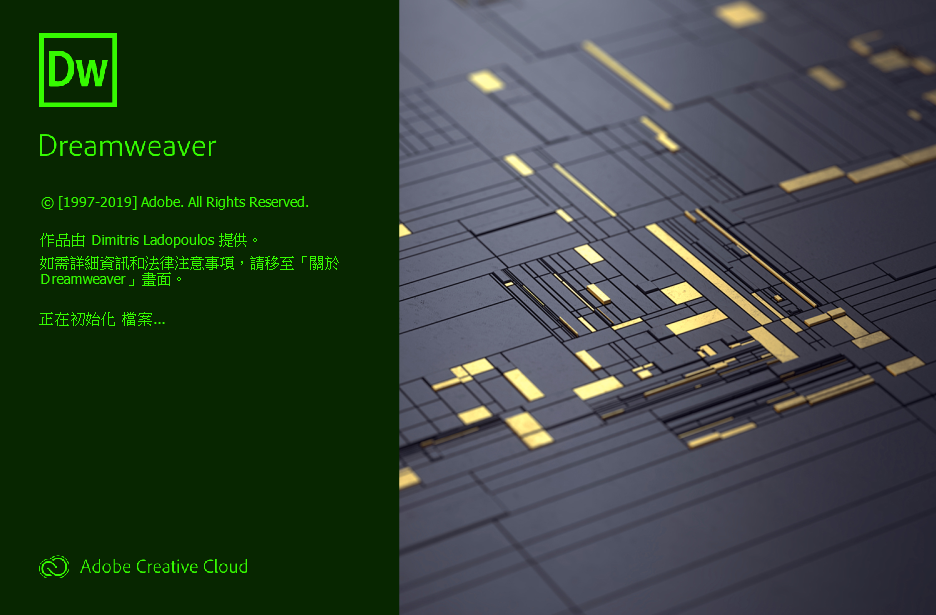 Dw
Dreamweaver
© [1997-2019] Adobe. All Rights Reserved.
作品由 Dimitris Ladopoulos 提供。
如需詳細資訊和法律注意事項，請移至「關於
Dreamweaver」畫面。
正在初始化 檔案...
Adobe Creative Cloud